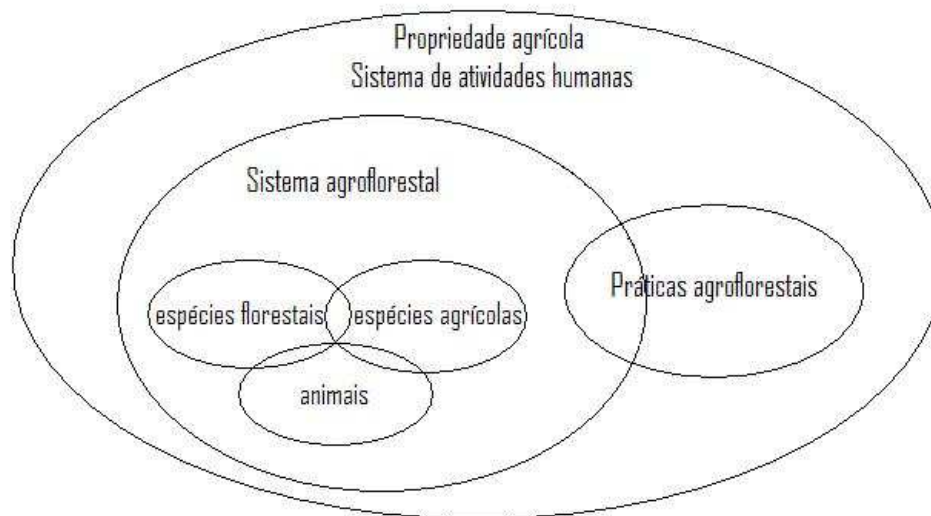 Propriedade agrícola
Sistema de atividades humanas
Sistema agroflorestal
espécies florestais
espécies agrícolas
Práticas agroflorestais
animais